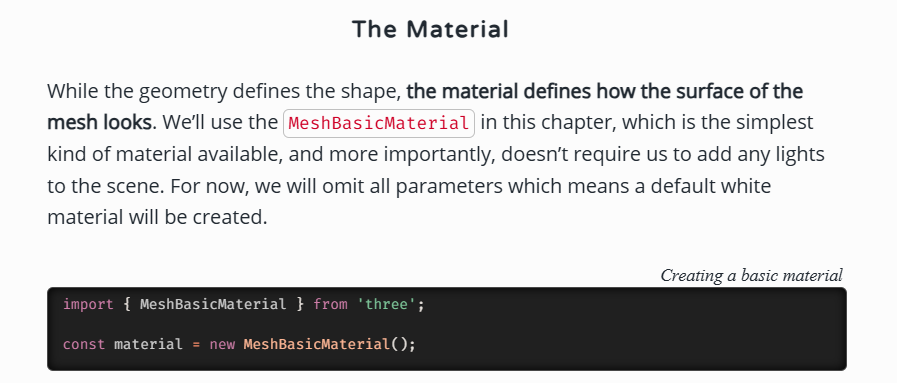 The Material
While the geometry defines the shape, the material defines how the surface of the
mesh looks. We’ll use the MeshBasicMaterial in this chapter, which is the simplest
kind of material available, and more importantly, doesn’t require us to add any lights
to the scene. For now, we will omit all parameters which means a default white
material will be created.
Creating a basic material
import { MeshBasicMaterial } from 'three';
const material = new MeshBasicMaterial();